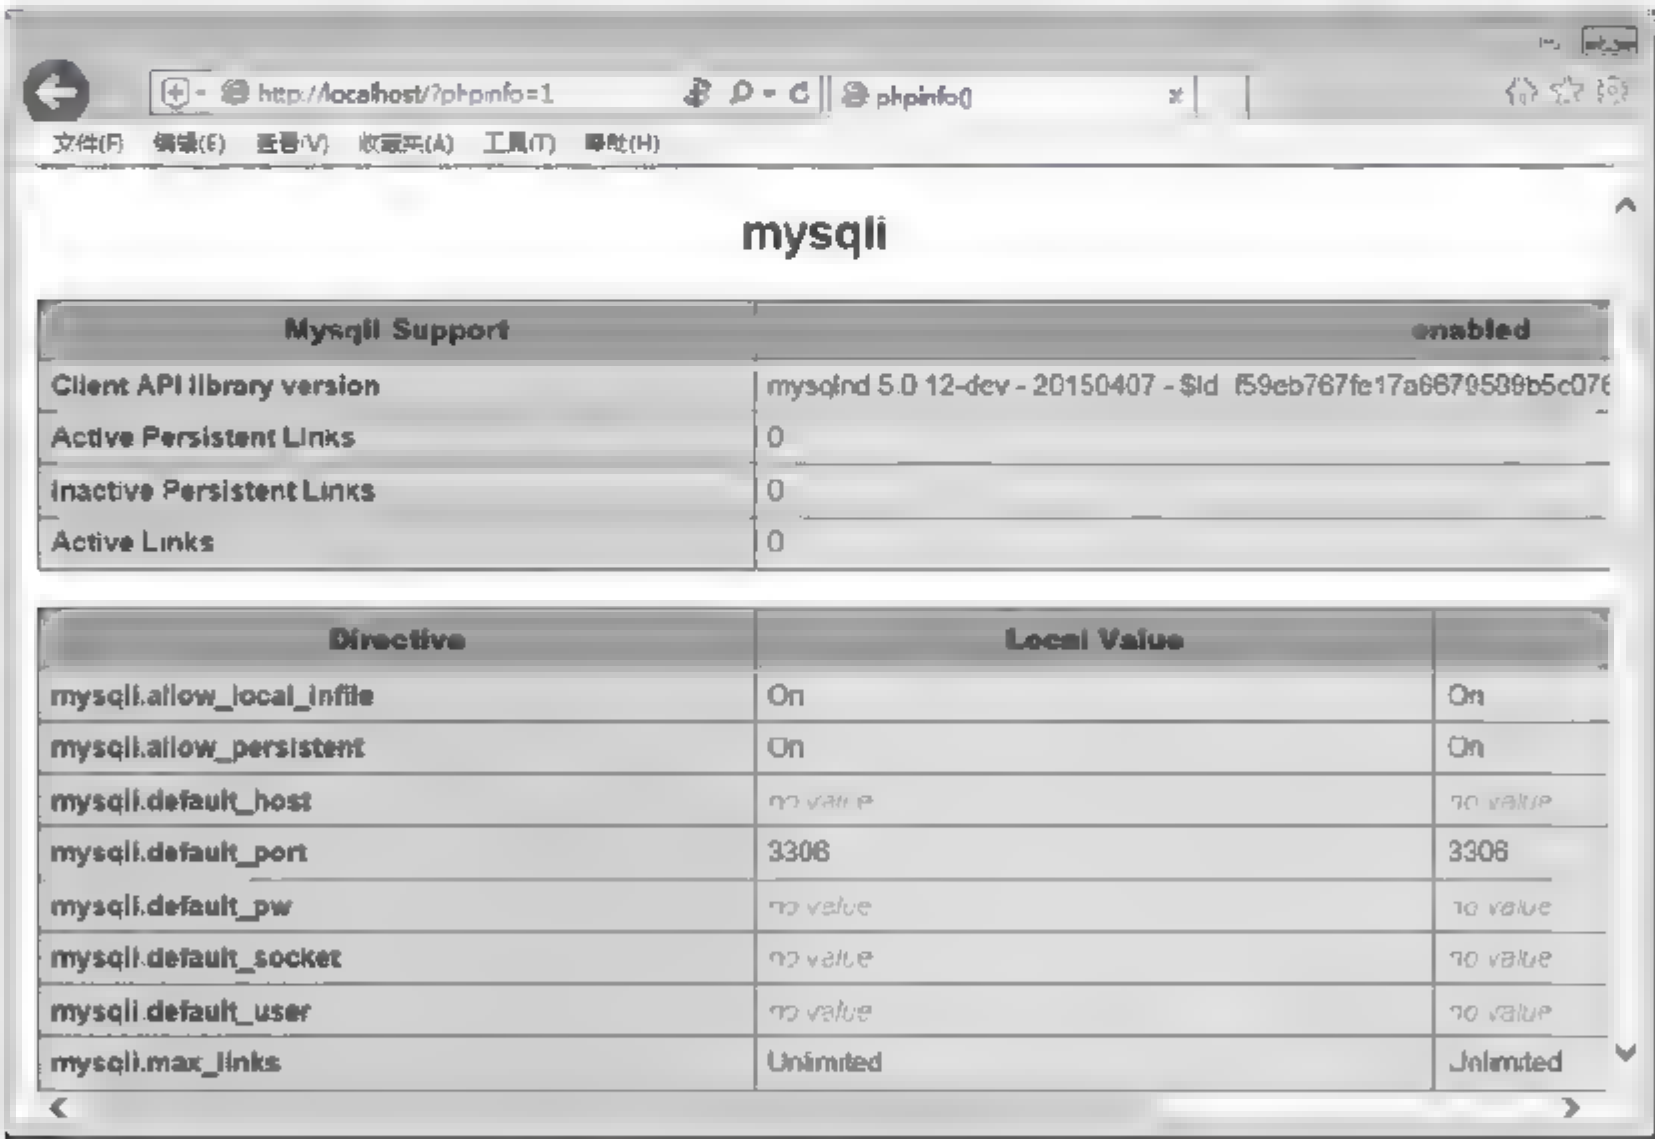 http://localhost/?phpinfo=1 phpinfo()
文件(F) 编辑(E) 查看(V) 收藏夹(A) 工具(T) 帮助(H)
mysqli
Mysqli Support enabled
Client API library version mysqlnd 5.0.12-dev - 20150407 - $Id
Active Persistent Links 0
Inactive Persistent Links 0
Active Links 0
Directive Local Value
mysqli.allow_local_infile On On
mysqli.allow_persistent On On
mysqli.default_host no value no value
mysqli.default_port 3306 3306
mysqli.default_pw no value no value
mysqli.default_socket no value no value
mysqli.default_user no value no value
mysqli.max_links Unlimited Unlimited